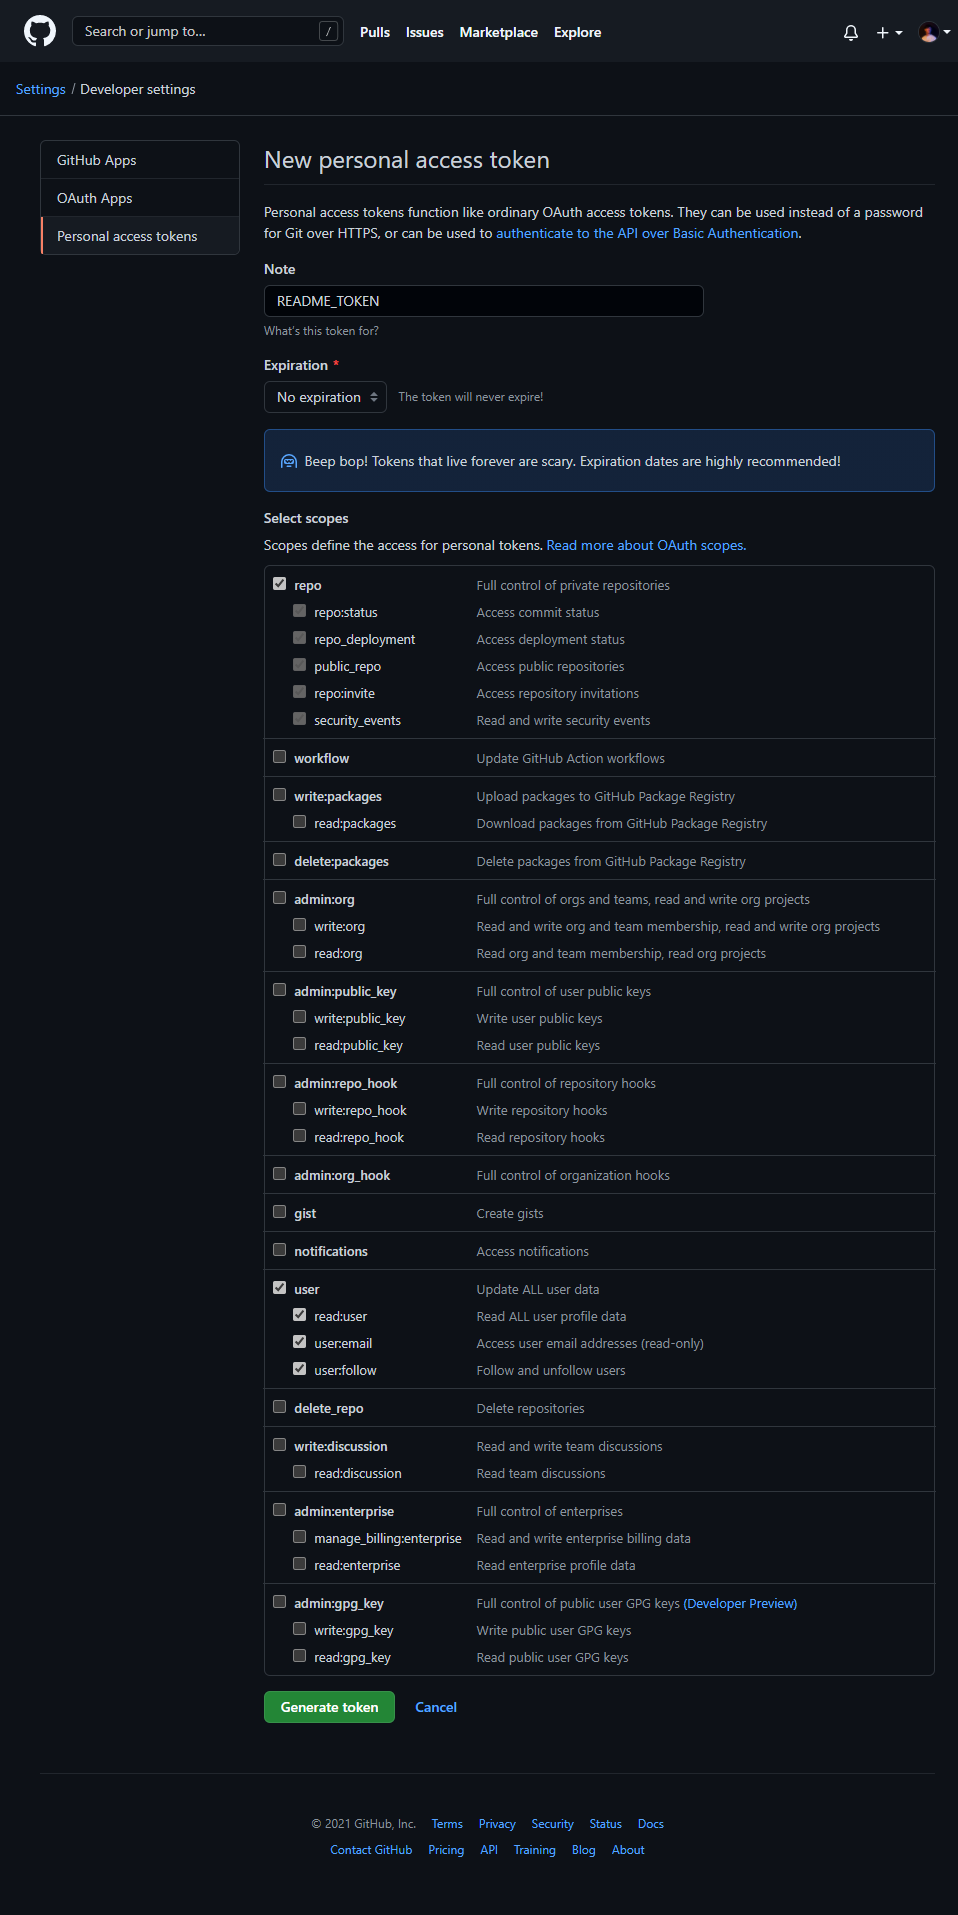 Search or jump to... /
Pulls Issues Marketplace Explore
Settings / Developer settings
GitHub Apps
OAuth Apps
Personal access tokens
New personal access token
Personal access tokens function like ordinary OAuth access tokens. They can be used instead of a password
for Git over HTTPS, or can be used to authenticate to the API over Basic Authentication.
Note
README_TOKEN
What's this token for?
Expiration *
No expiration The token will never expire!
Beep bop! Tokens that live forever are scary. Expiration dates are highly recommended!
Select scopes
Scopes define the access for personal tokens. Read more about OAuth scopes.
repo Full control of private repositories
repo:status Access commit status
repo_deployment Access deployment status
public_repo Access public repositories
repo:invite Access repository invitations
security_events Read and write security events
workflow Update GitHub Action workflows
write:packages Upload packages to GitHub Package Registry
read:packages Download packages from GitHub Package Registry
delete:packages Delete packages from GitHub Package Registry
admin:org Full control of orgs and teams, read and write org projects
write:org Read and write org and team membership, read and write org projects
read:org Read org and team membership, read org projects
admin:public_key Full control of user public keys
write:public_key Write user public keys
read:public_key Read user public keys
admin:repo_hook Full control of repository hooks
write:repo_hook Write repository hooks
read:repo_hook Read repository hooks
admin:org_hook Full control of organization hooks
gist Create gists
notifications Access notifications
user Update ALL user data
read:user Read ALL user profile data
user:email Access user email addresses (read-only)
user:follow Follow and unfollow users
delete_repo Delete repositories
write:discussion Read and write team discussions
read:discussion Read team discussions
admin:enterprise Full control of enterprises
manage_billing:enterprise Read and write enterprise billing data
read:enterprise Read enterprise profile data
admin:gpg_key Full control of public user GPG keys (Developer Preview)
write:gpg_key Write public user GPG keys
read:gpg_key Read public user GPG keys
Generate token Cancel
© 2021 GitHub, Inc. Terms Privacy Security Status Docs
Contact GitHub Pricing API Training Blog About